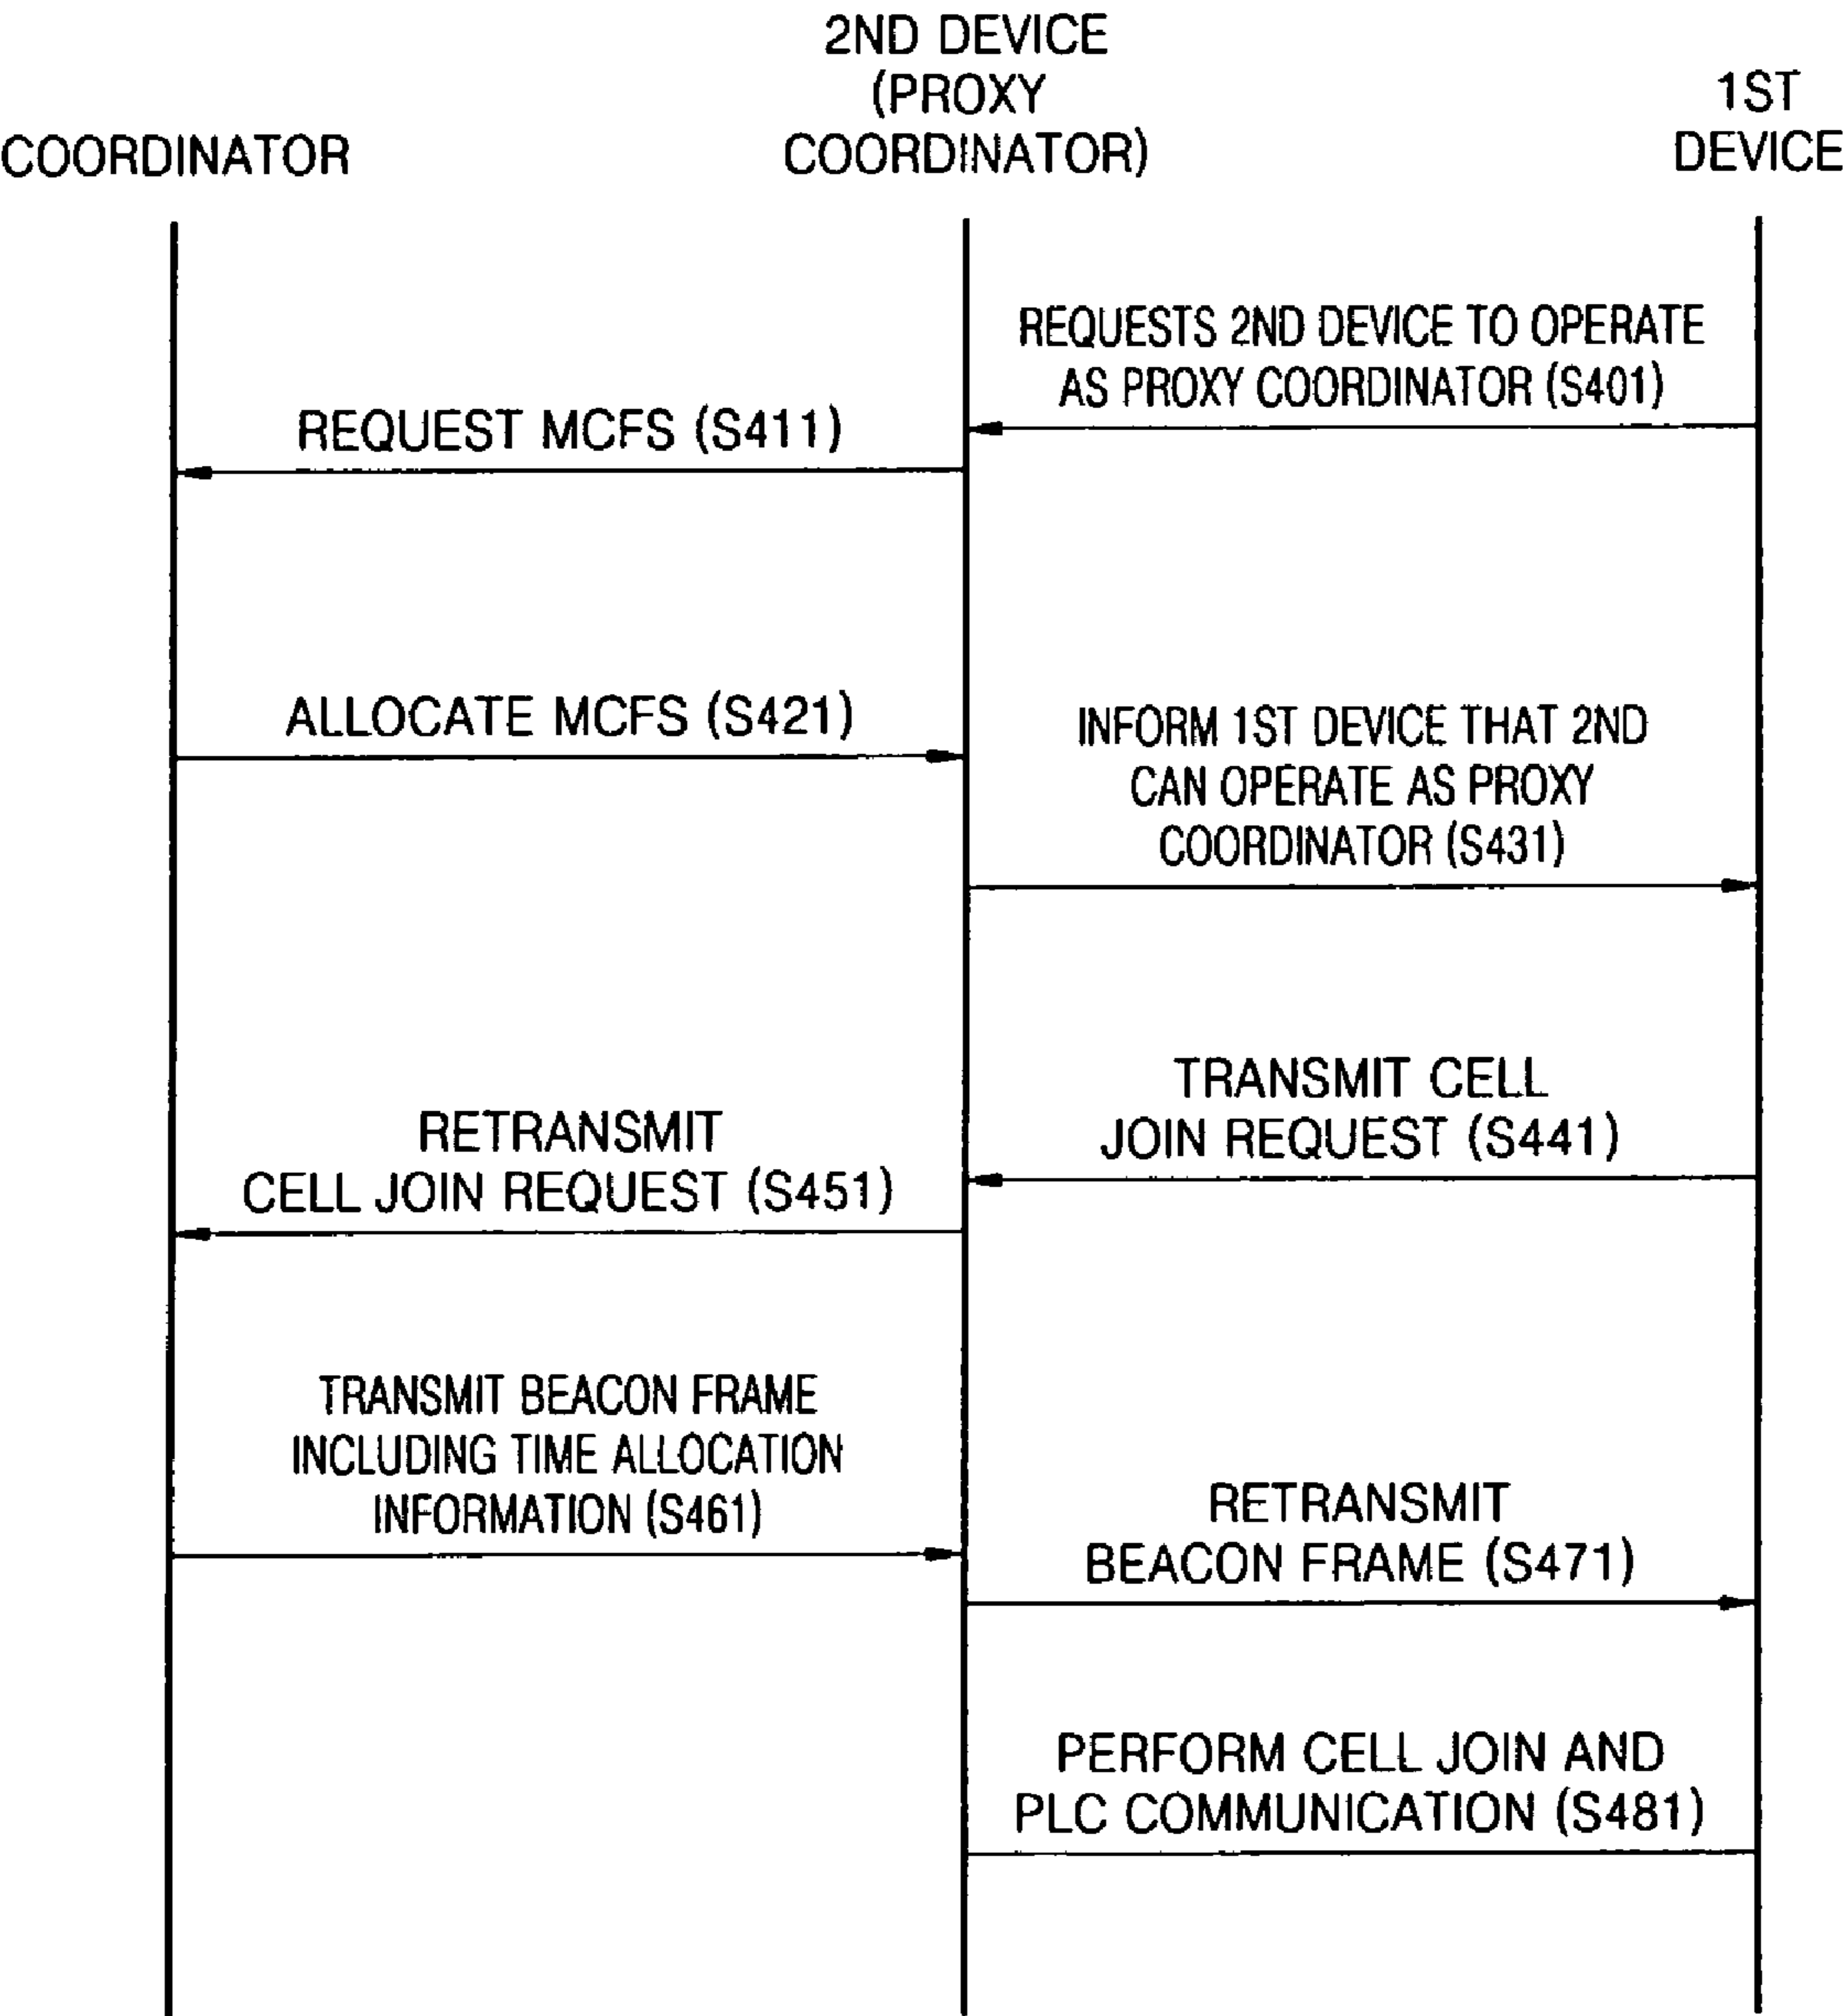 COORDINATOR
2ND DEVICE
(PROXY
COORDINATOR)
1ST
DEVICE
REQUESTS 2ND DEVICE TO OPERATE
AS PROXY COORDINATOR (S401)
REQUEST MCFS (S411)
ALLOCATE MCFS (S421)
INFORM 1ST DEVICE THAT 2ND
CAN OPERATE AS PROXY
COORDINATOR (S431)
TRANSMIT CELL
JOIN REQUEST (S441)
RETRANSMIT
CELL JOIN REQUEST (S451)
TRANSMIT BEACON FRAME
INCLUDING TIME ALLOCATION
INFORMATION (S461)
RETRANSMIT
BEACON FRAME (S471)
PERFORM CELL JOIN AND
PLC COMMUNICATION (S481)